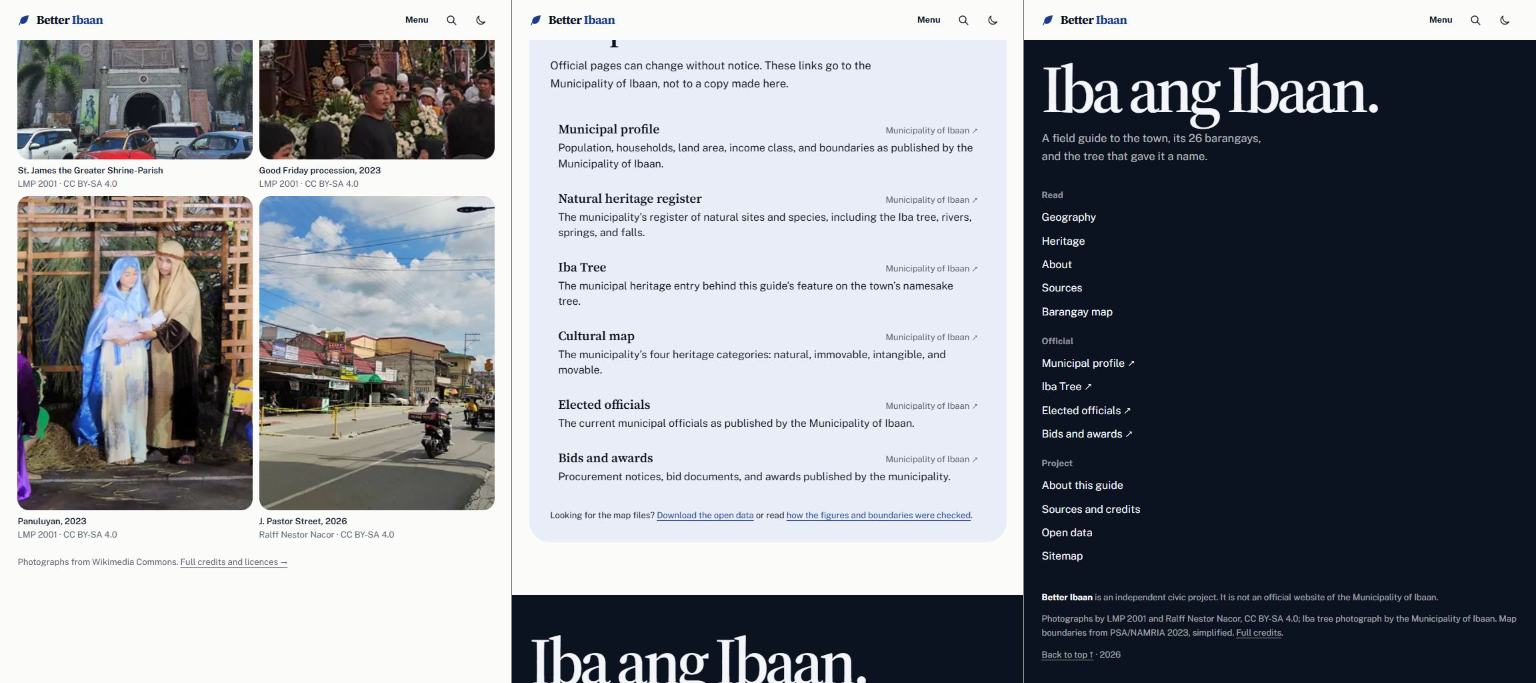 Better Ibaan
Menu
St. James the Greater Shrine-Parish
LMP 2001 · CC BY-SA 4.0
Good Friday procession, 2023
LMP 2001 · CC BY-SA 4.0
Panuluyan, 2023
LMP 2001 · CC BY-SA 4.0
J. Pastor Street, 2026
Ralff Nestor Nacor · CC BY-SA 4.0
Photographs from Wikimedia Commons. Full credits and licences →
Better Ibaan
Menu
Official pages can change without notice. These links go to the
Municipality of Ibaan, not to a copy made here.
Municipal profile
Municipality of Ibaan ↗
Population, households, land area, income class, and boundaries as published by the
Municipality of Ibaan.
Natural heritage register
Municipality of Ibaan ↗
The municipality's register of natural sites and species, including the Iba tree, rivers,
springs, and falls.
Iba Tree
Municipality of Ibaan ↗
The municipal heritage entry behind this guide's feature on the town's namesake
tree.
Cultural map
Municipality of Ibaan ↗
The municipality's four heritage categories: natural, immovable, intangible, and
movable.
Elected officials
Municipality of Ibaan ↗
The current municipal officials as published by the Municipality of Ibaan.
Bids and awards
Municipality of Ibaan ↗
Procurement notices, bid documents, and awards published by the municipality.
Looking for the map files? Download the open data or read how the figures and boundaries were checked.
Iba ang Ibaan.
Better Ibaan
Menu
Iba ang Ibaan.
A field guide to the town, its 26 barangays,
and the tree that gave it a name.
Read
Geography
Heritage
About
Sources
Barangay map
Official
Municipal profile ↗
Iba Tree ↗
Elected officials ↗
Bids and awards ↗
Project
About this guide
Sources and credits
Open data
Sitemap
Better Ibaan is an independent civic project. It is not an official website of the Municipality of Ibaan.
Photographs by LMP 2001 and Ralff Nestor Nacor, CC BY-SA 4.0; Iba tree photograph by the Municipality of Ibaan. Map
boundaries from PSA/NAMRIA 2023, simplified. Full credits.
Back to top ↑ · 2026